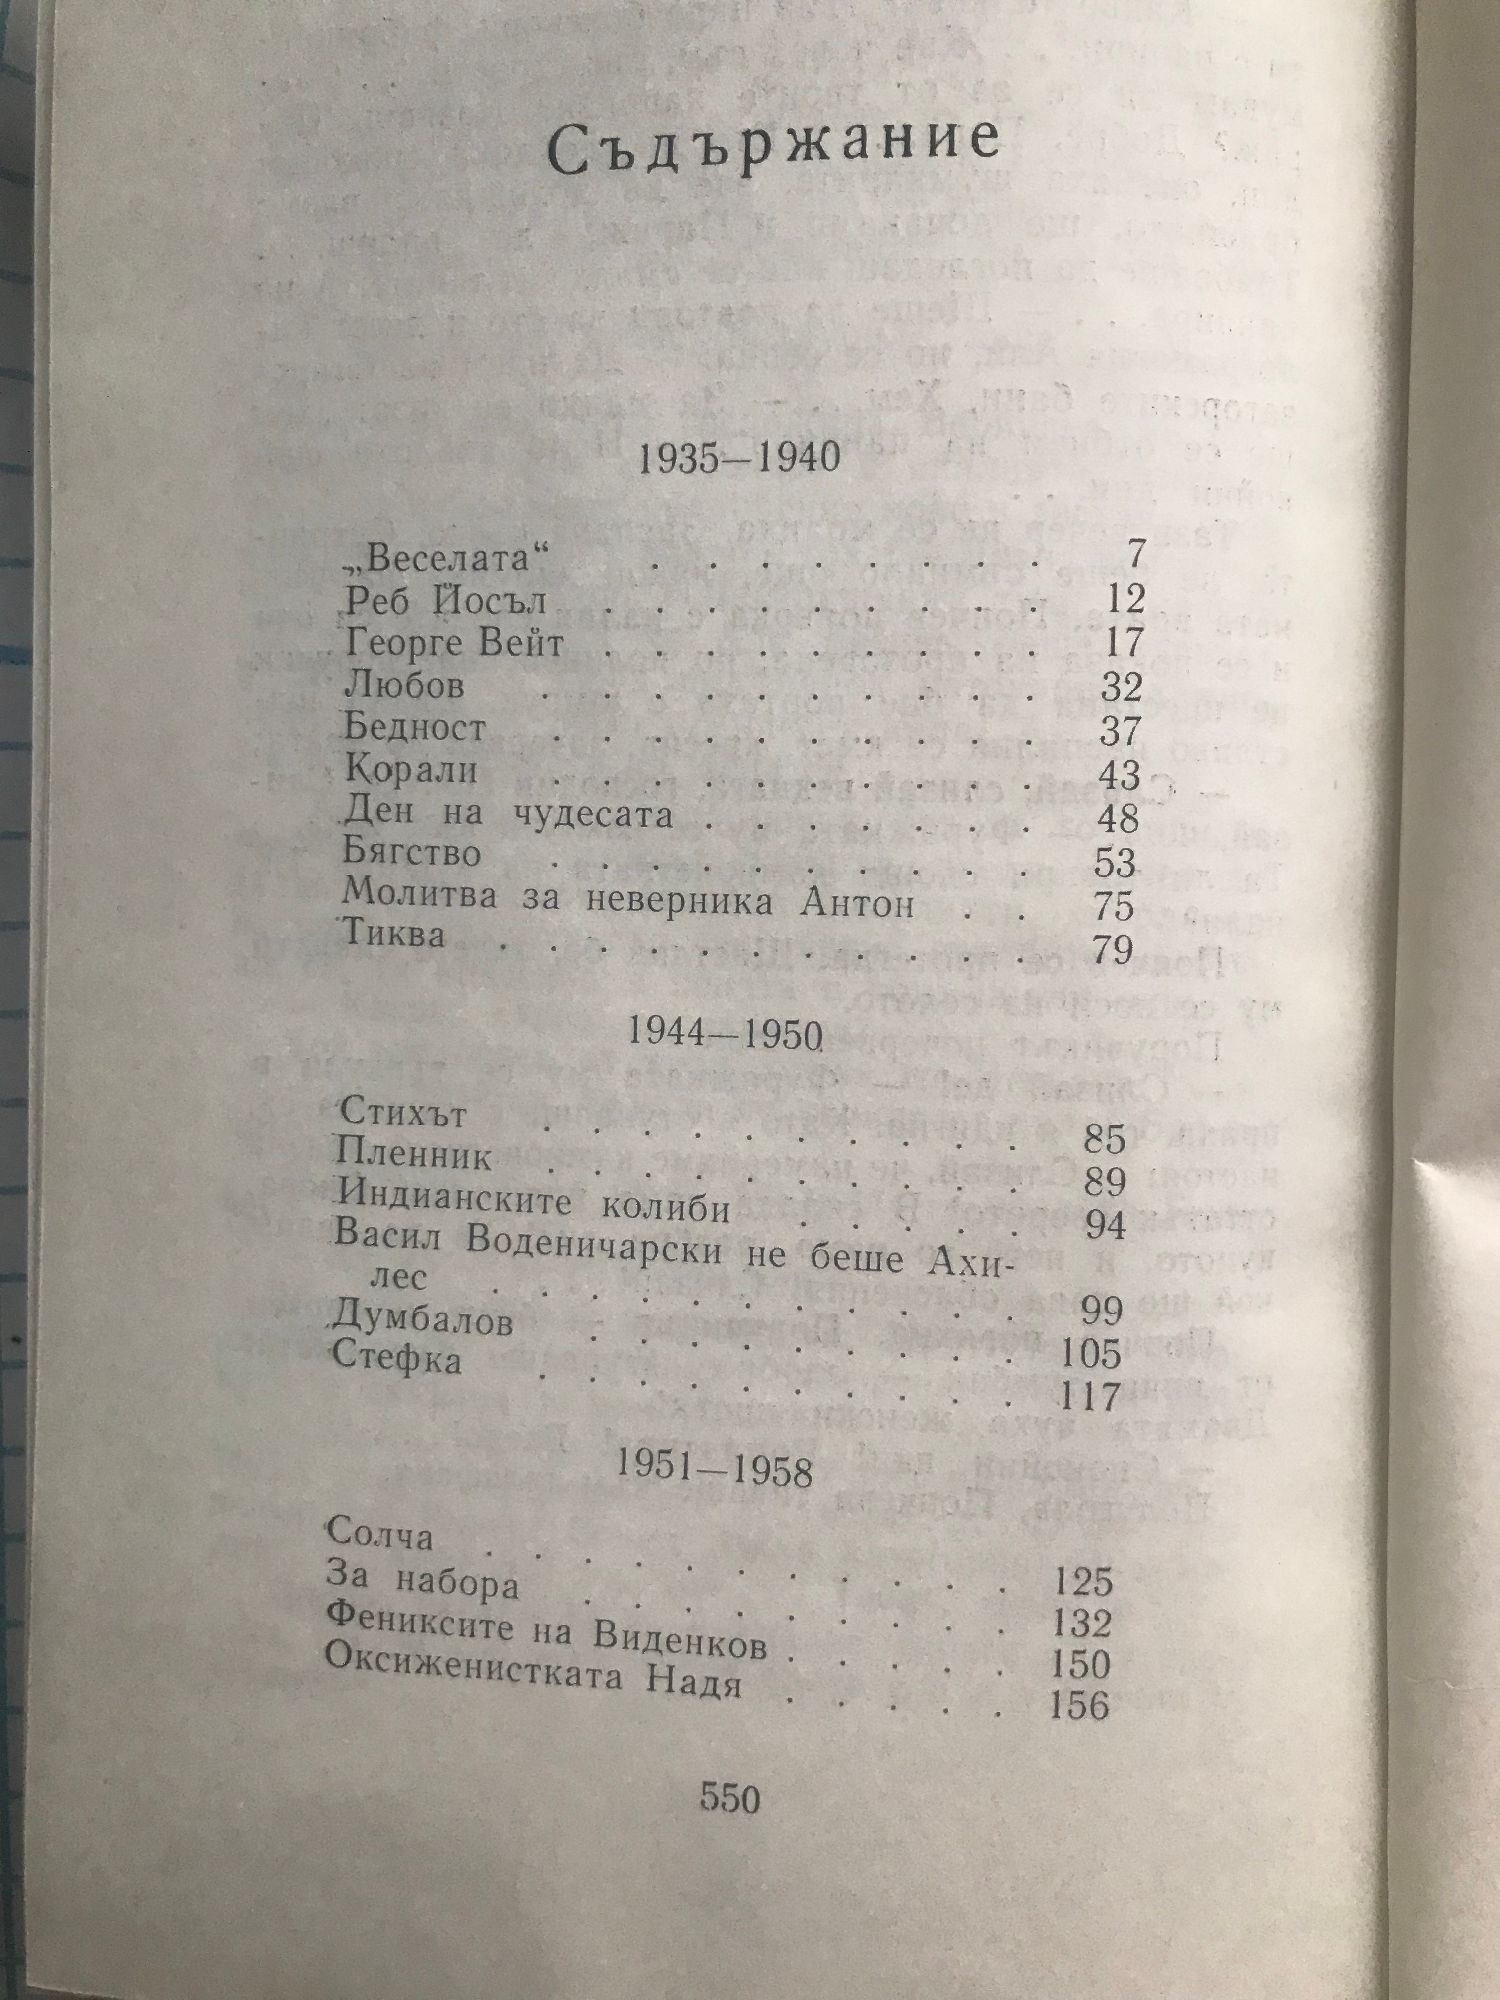 Съдържание
1935—1940
„Веселата“ . . . . . . . . 7
Реб Йосъл . . . . . . . . . 12
Георге Вейт . . . . . . . . . 17
Любов . . . . . . . . . . 32
Бедност . . . . . . . . . . 37
Корали . . . . . . . . . . 43
Ден на чудесата . . . . . . . 48
Бягство . . . . . . . . . . 53
Молитва за неверника Антон . . 75
Тиква . . . . . . . . . . . 79
1944—1950
Стихът . . . . . . . . . . 85
Пленник . . . . . . . . . . 89
Индианските колиби . . . . . 94
Васил Воденичарски не беше Ахи-
лес . . . . . . . . . . . 99
Думбалов . . . . . . . . . 105
Стефка . . . . . . . . . . 117
1951—1958
Солча . . . . . . . . . . . 125
За набора . . . . . . . . . 132
Фениксите на Виденков . . . . . 150
Оксиженистката Надя . . . . . 156
550